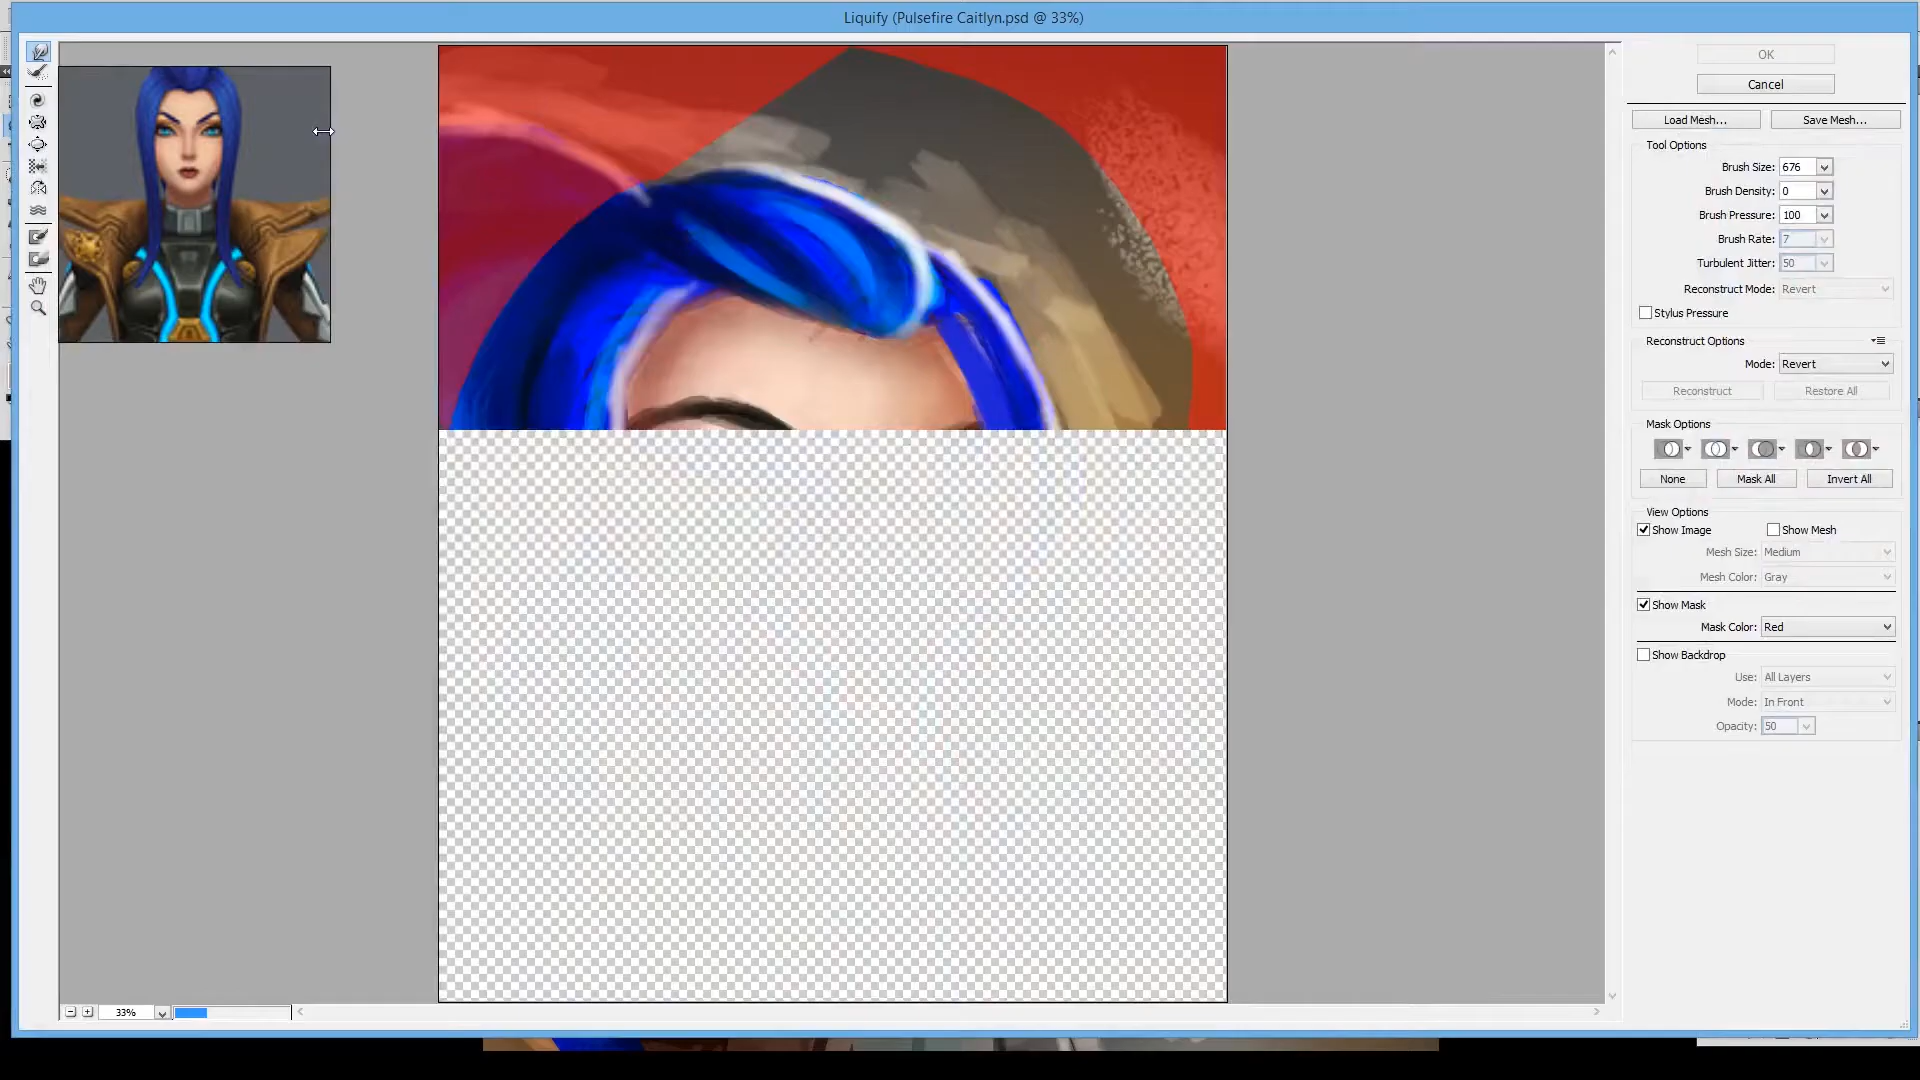 Liquify (Pulsefire Caitlyn.psd @ 33%)
OK
Cancel
Load Mesh...
Save Mesh...
Tool Options
Brush Size: 676
Brush Density: 0
Brush Pressure: 100
Brush Rate: 7
Turbulent Jitter: 50
Reconstruct Mode: Revert
Stylus Pressure
Reconstruct Options
Mode: Revert
Reconstruct
Restore All
Mask Options
None
Mask All
Invert All
View Options
Show Image
Show Mesh
Mesh Size: Medium
Mesh Color: Gray
Show Mask
Mask Color: Red
Show Backdrop
Use: All Layers
Mode: In Front
Opacity: 50
33%